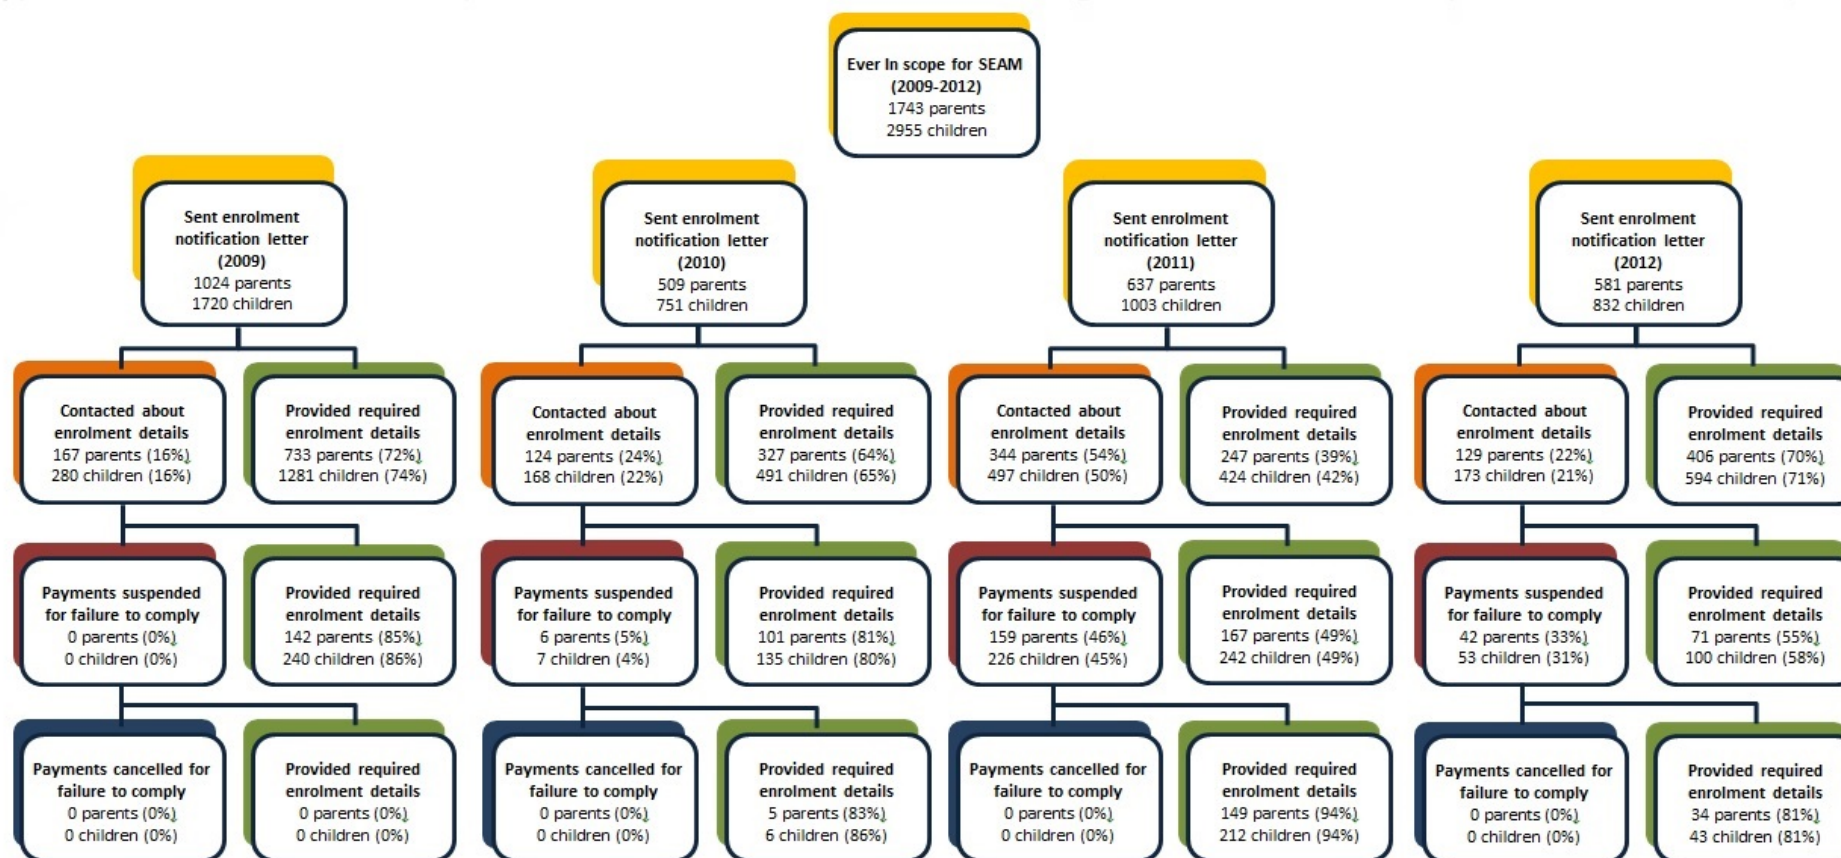 Ever In scope for SEAM
(2009-2012)
1743 parents
2955 children
Sent enrolment
notification letter
(2009)
1024 parents
1720 children
Sent enrolment
notification letter
(2010)
509 parents
751 children
Sent enrolment
notification letter
(2011)
637 parents
1003 children
Sent enrolment
notification letter
(2012)
581 parents
832 children
Contacted about
enrolment details
167 parents (16%)
280 children (16%)
Provided required
enrolment details
733 parents (72%)
1281 children (74%)
Contacted about
enrolment details
124 parents (24%)
168 children (22%)
Provided required
enrolment details
327 parents (64%)
491 children (65%)
Contacted about
enrolment details
344 parents (54%)
497 children (50%)
Provided required
enrolment details
247 parents (39%)
424 children (42%)
Contacted about
enrolment details
129 parents (22%)
173 children (21%)
Provided required
enrolment details
406 parents (70%)
594 children (71%)
Payments suspended
for failure to comply
0 parents (0%)
0 children (0%)
Provided required
enrolment details
142 parents (85%)
240 children (86%)
Payments suspended
for failure to comply
6 parents (5%)
7 children (4%)
Provided required
enrolment details
101 parents (81%)
135 children (80%)
Payments suspended
for failure to comply
159 parents (46%)
226 children (45%)
Provided required
enrolment details
167 parents (49%)
242 children (49%)
Payments suspended
for failure to comply
42 parents (33%)
53 children (31%)
Provided required
enrolment details
71 parents (55%)
100 children (58%)
Payments cancelled for
failure to comply
0 parents (0%)
0 children (0%)
Provided required
enrolment details
0 parents (0%)
0 children (0%)
Payments cancelled for
failure to comply
0 parents (0%)
0 children (0%)
Provided required
enrolment details
5 parents (83%)
6 children (86%)
Payments cancelled for
failure to comply
0 parents (0%)
0 children (0%)
Provided required
enrolment details
149 parents (94%)
212 children (94%)
Payments cancelled for
failure to comply
0 parents (0%)
0 children (0%)
Provided required
enrolment details
34 parents (81%)
43 children (81%)